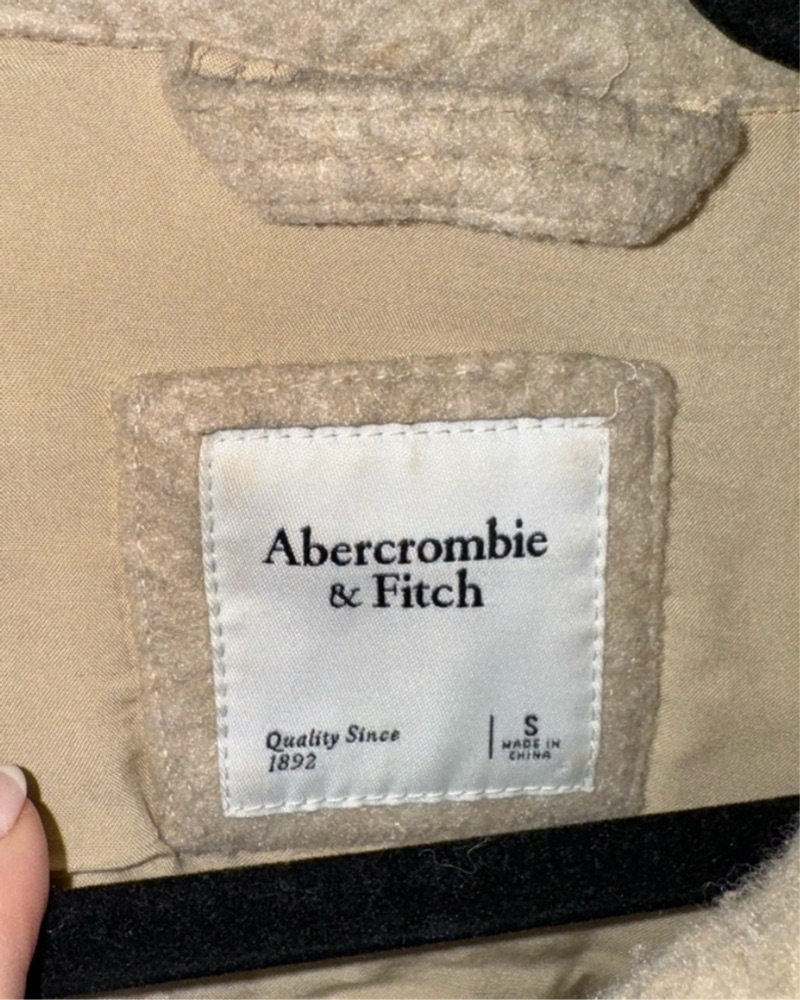 Abercrombie
& Fitch
Quality Since
1892
S
MADE IN
CHINA